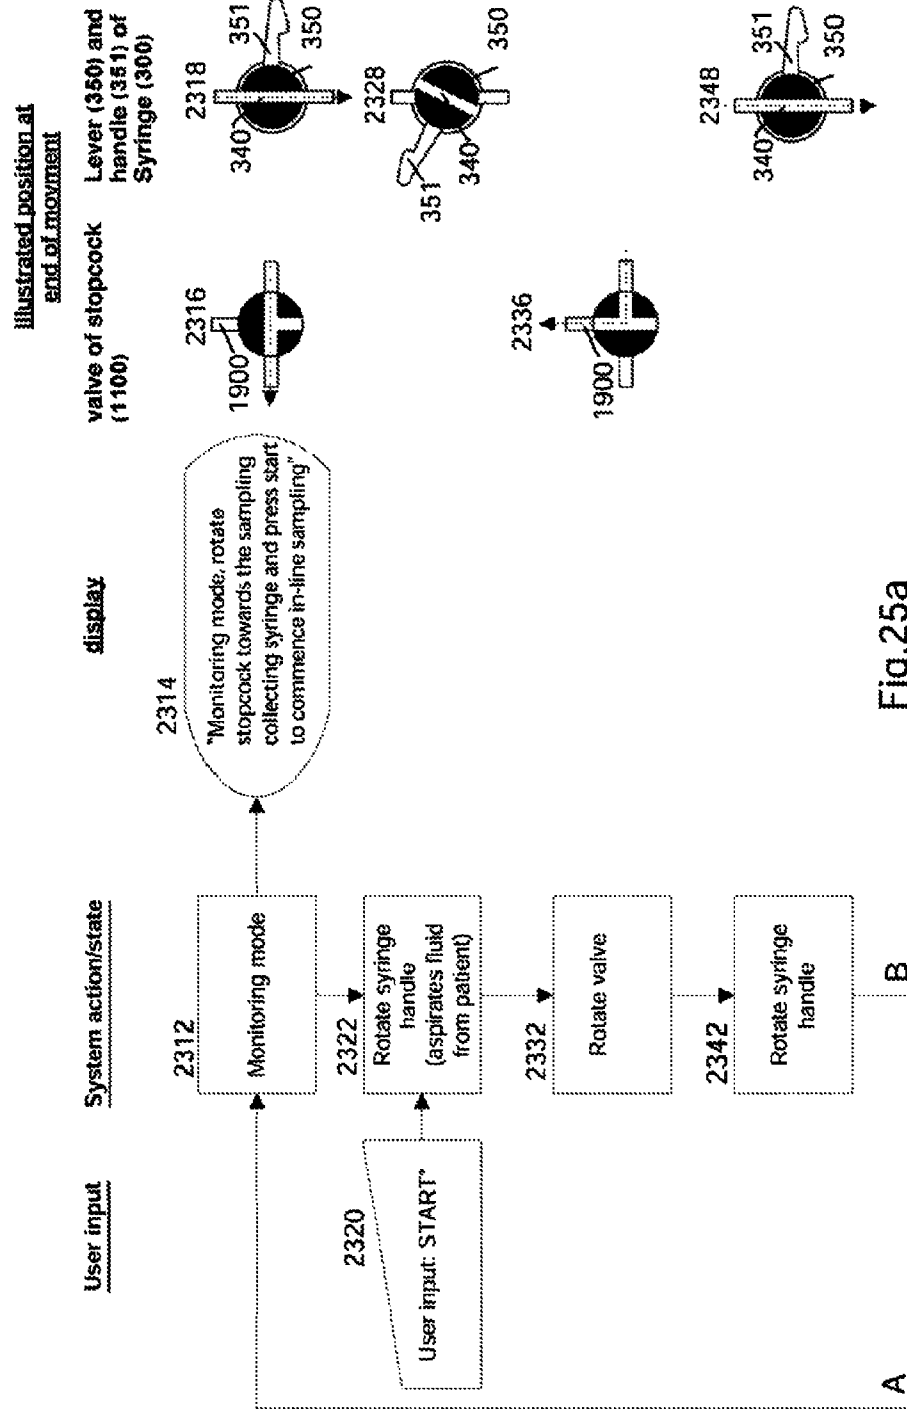 Illustrated position at
end of movment
User input
System action/state
display
valve of stopcock
(1100)
Lever (350) and
handle (351) of
Syringe (300)
2312
Monitoring mode
2314
"Monitoring mode, rotate
stopcock towards the sampling
collecting syringe and press start
to commence in-line sampling"
2316
1900
2318
340
351
350
2320
User input: START"
2322
Rotate syringe
handle
(aspirates fluid
from patient)
2328
351
340
350
2332
Rotate valve
2336
1900
2342
Rotate syringe
handle
2348
340
351
350
A
B
Fig.25a